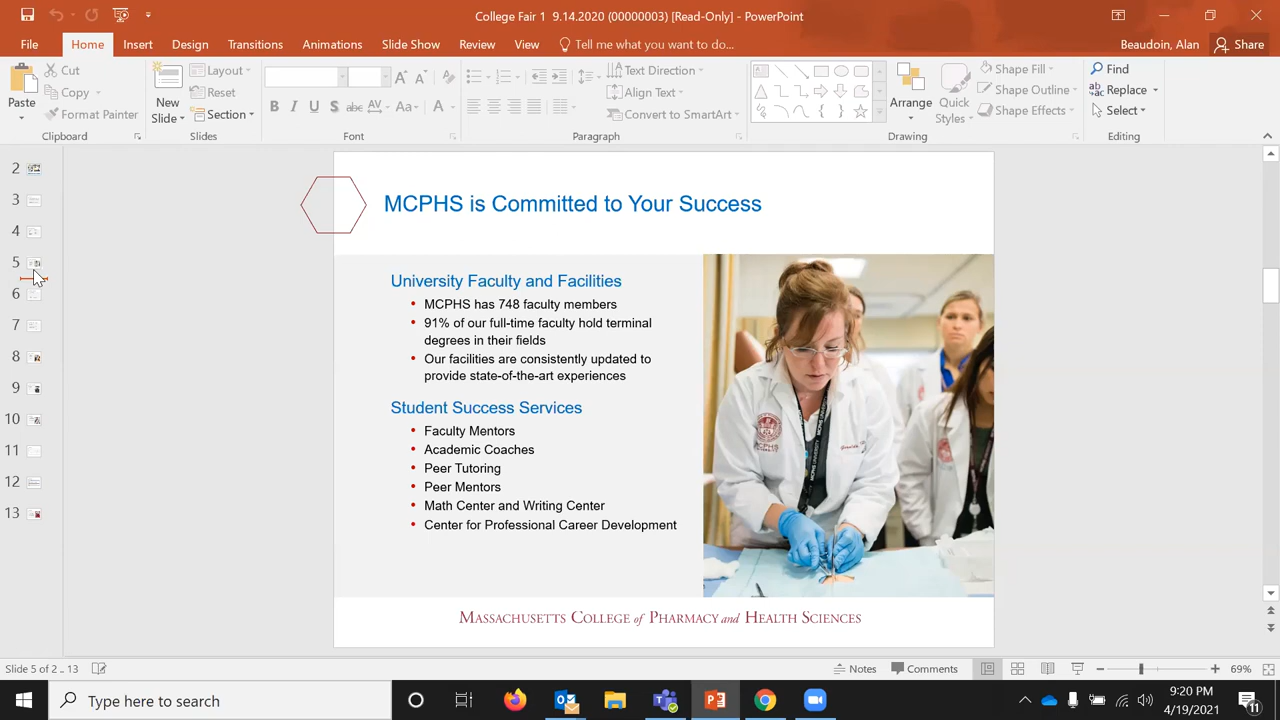 College Fair 1 9.14.2020 (00000003) [Read-Only] - PowerPoint
File Home Insert Design Transitions Animations Slide Show Review View Tell me what you want to do... Beaudoin, Alan Share
Paste
Cut
Copy
Format Painter
Clipboard
New
Slide
Layout
Reset
Section
Slides
B I U S abc AV Aa A
Font
Text Direction
Align Text
Convert to SmartArt
Paragraph
Arrange
Quick
Styles
Shape Fill
Shape Outline
Shape Effects
Drawing
Find
Replace
Select
Editing
2
3
4
5
6
7
8
9
10
11
12
13
MCPHS is Committed to Your Success
University Faculty and Facilities
• MCPHS has 748 faculty members
• 91% of our full-time faculty hold terminal
degrees in their fields
• Our facilities are consistently updated to
provide state-of-the-art experiences
Student Success Services
• Faculty Mentors
• Academic Coaches
• Peer Tutoring
• Peer Mentors
• Math Center and Writing Center
• Center for Professional Career Development
MASSACHUSETTS COLLEGE of PHARMACY and HEALTH SCIENCES
Slide 5 of 2 .. 13
Notes Comments 69%
Type here to search
9:20 PM
4/19/2021
11